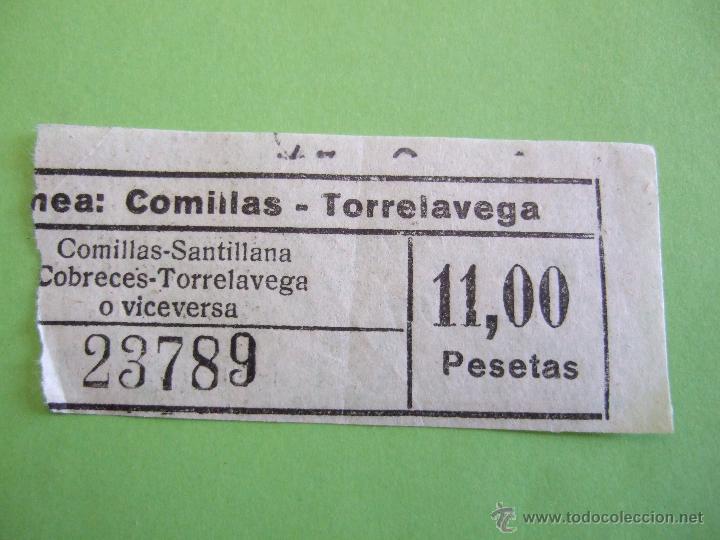 nea: Comillas - Torrelavega
Comillas-Santillana
Cobreces-Torrelavega
o viceversa
23789
11,00
Pesetas
© www.todocoleccion.net